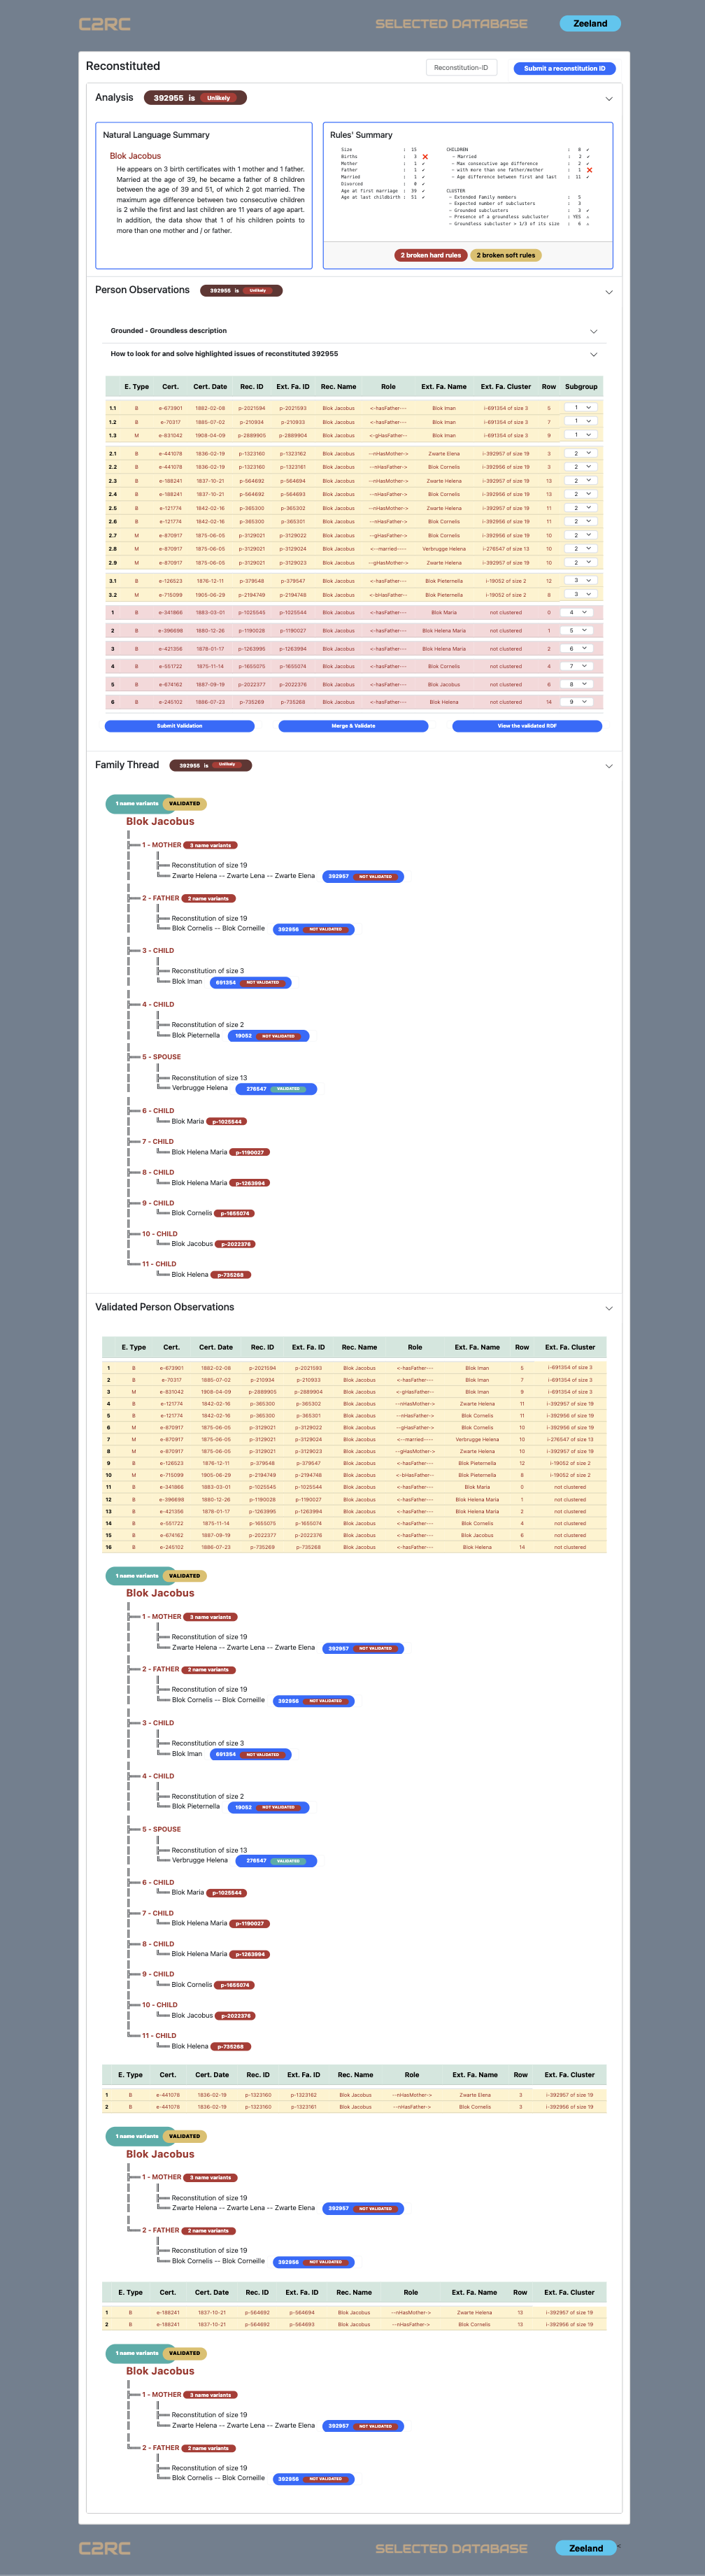 C2RC SELECTED DATABASE Zeeland
Reconstituted Reconstitution-ID Submit a reconstitution ID
Analysis 392955 is Unlikely
Natural Language Summary
Blok Jacobus
He appears on 3 birth certificates with 1 mother and 1 father.
Married at the age of 39, he became a father of 8 children
between the age of 39 and 51, of which 2 got married. The
maximum age difference between two consecutive children
is 2 while the first and last children are 11 years of age apart.
In addition, the data show that 1 of his children points to
more than one mother and / or father.
Rules' Summary
Size : 15
Births : 3 ❌
Mother : 1 ✔
Father : 1 ✔
Married : 1 ✔
Divorced : 0 ✔
Age at first marriage : 39 ✔
Age at last childbirth : 51 ✔
CHILDREN : 8 ✔
- Married : 2 ✔
- Max consecutive age difference : 2 ✔
- with more than one father/mother : 1 ❌
- Age difference between first and last : 11 ✔
CLUSTER
- Extended Family members : 5
- Expected number of subclusters : 3
- Grounded subclusters : 3 ✔
- Presence of a groundless subcluster : YES ⚠
- Groundless subcluster > 1/3 of its size : 6 ⚠
2 broken hard rules 2 broken soft rules
Person Observations 392955 is Unlikely
Grounded - Groundless description
How to look for and solve highlighted issues of reconstituted 392955
E. Type Cert. Cert. Date Rec. ID Ext. Fa. ID Rec. Name Role Ext. Fa. Name Ext. Fa. Cluster Row Subgroup
1.1 B e-673901 1882-02-08 p-2021594 p-2021593 Blok Jacobus <-hasFather--- Blok Iman i-691354 of size 3 5 1
1.2 B e-70317 1885-07-02 p-210934 p-210933 Blok Jacobus <-hasFather--- Blok Iman i-691354 of size 3 7 1
1.3 M e-831042 1908-04-09 p-2889905 p-2889904 Blok Jacobus <-gHasFather-- Blok Iman i-691354 of size 3 9 1
2.1 B e-441078 1836-02-19 p-1323160 p-1323162 Blok Jacobus --nHasMother-> Zwarte Elena i-392957 of size 19 3 2
2.2 B e-441078 1836-02-19 p-1323160 p-1323161 Blok Jacobus --nHasFather-> Blok Cornelis i-392956 of size 19 3 2
2.3 B e-188241 1837-10-21 p-564692 p-564694 Blok Jacobus --nHasMother-> Zwarte Helena i-392957 of size 19 13 2
2.4 B e-188241 1837-10-21 p-564692 p-564693 Blok Jacobus --nHasFather-> Blok Cornelis i-392956 of size 19 13 2
2.5 B e-121774 1842-02-16 p-365300 p-365302 Blok Jacobus --nHasMother-> Zwarte Helena i-392957 of size 19 11 2
2.6 B e-121774 1842-02-16 p-365300 p-365301 Blok Jacobus --nHasFather-> Blok Cornelis i-392956 of size 19 11 2
2.7 M e-870917 1875-06-05 p-3129021 p-3129022 Blok Jacobus --gHasFather-> Blok Cornelis i-392956 of size 19 10 2
2.8 M e-870917 1875-06-05 p-3129021 p-3129024 Blok Jacobus <--married---- Verbrugge Helena i-276547 of size 13 10 2
2.9 M e-870917 1875-06-05 p-3129021 p-3129023 Blok Jacobus --gHasMother-> Zwarte Helena i-392957 of size 19 10 2
3.1 B e-126523 1876-12-11 p-379548 p-379547 Blok Jacobus <-hasFather--- Blok Pieternella i-19052 of size 2 12 3
3.2 M e-715099 1905-06-29 p-2194749 p-2194748 Blok Jacobus <-bHasFather-- Blok Pieternella i-19052 of size 2 8 3
1 B e-341866 1883-03-01 p-1025545 p-1025544 Blok Jacobus <-hasFather--- Blok Maria not clustered 0 4
2 B e-396698 1880-12-26 p-1190028 p-1190027 Blok Jacobus <-hasFather--- Blok Helena Maria not clustered 1 5
3 B e-421356 1878-01-17 p-1263995 p-1263994 Blok Jacobus <-hasFather--- Blok Helena Maria not clustered 2 6
4 B e-551722 1875-11-14 p-1655075 p-1655074 Blok Jacobus <-hasFather--- Blok Cornelis not clustered 4 7
5 B e-674162 1887-09-19 p-2022377 p-2022376 Blok Jacobus <-hasFather--- Blok Jacobus not clustered 6 8
6 B e-245102 1886-07-23 p-735269 p-735268 Blok Jacobus <-hasFather--- Blok Helena not clustered 14 9
Submit Validation Merge & Validate View the validated RDF
Family Thread 392955 is Unlikely
1 name variants VALIDATED
Blok Jacobus
1 - MOTHER 3 name variants
Reconstitution of size 19
Zwarte Helena -- Zwarte Lena -- Zwarte Elena 392957 NOT VALIDATED
2 - FATHER 2 name variants
Reconstitution of size 19
Blok Cornelis -- Blok Corneille 392956 NOT VALIDATED
3 - CHILD
Reconstitution of size 3
Blok Iman 691354 NOT VALIDATED
4 - CHILD
Reconstitution of size 2
Blok Pieternella 19052 NOT VALIDATED
5 - SPOUSE
Reconstitution of size 13
Verbrugge Helena 276547 VALIDATED
6 - CHILD
Blok Maria p-1025544
7 - CHILD
Blok Helena Maria p-1190027
8 - CHILD
Blok Helena Maria p-1263994
9 - CHILD
Blok Cornelis p-1655074
10 - CHILD
Blok Jacobus p-2022376
11 - CHILD
Blok Helena p-735268
Validated Person Observations
E. Type Cert. Cert. Date Rec. ID Ext. Fa. ID Rec. Name Role Ext. Fa. Name Row Ext. Fa. Cluster
1 B e-673901 1882-02-08 p-2021594 p-2021593 Blok Jacobus <-hasFather--- Blok Iman 5 i-691354 of size 3
2 B e-70317 1885-07-02 p-210934 p-210933 Blok Jacobus <-hasFather--- Blok Iman 7 i-691354 of size 3
3 M e-831042 1908-04-09 p-2889905 p-2889904 Blok Jacobus <-gHasFather-- Blok Iman 9 i-691354 of size 3
4 B e-121774 1842-02-16 p-365300 p-365302 Blok Jacobus --nHasMother-> Zwarte Helena 11 i-392957 of size 19
5 B e-121774 1842-02-16 p-365300 p-365301 Blok Jacobus --nHasFather-> Blok Cornelis 11 i-392956 of size 19
6 M e-870917 1875-06-05 p-3129021 p-3129022 Blok Jacobus --gHasFather-> Blok Cornelis 10 i-392956 of size 19
7 M e-870917 1875-06-05 p-3129021 p-3129024 Blok Jacobus <--married---- Verbrugge Helena 10 i-276547 of size 13
8 M e-870917 1875-06-05 p-3129021 p-3129023 Blok Jacobus --gHasMother-> Zwarte Helena 10 i-392957 of size 19
9 B e-126523 1876-12-11 p-379548 p-379547 Blok Jacobus <-hasFather--- Blok Pieternella 12 i-19052 of size 2
10 M e-715099 1905-06-29 p-2194749 p-2194748 Blok Jacobus <-bHasFather-- Blok Pieternella 8 i-19052 of size 2
11 B e-341866 1883-03-01 p-1025545 p-1025544 Blok Jacobus <-hasFather--- Blok Maria 0 not clustered
12 B e-396698 1880-12-26 p-1190028 p-1190027 Blok Jacobus <-hasFather--- Blok Helena Maria 1 not clustered
13 B e-421356 1878-01-17 p-1263995 p-1263994 Blok Jacobus <-hasFather--- Blok Helena Maria 2 not clustered
14 B e-551722 1875-11-14 p-1655075 p-1655074 Blok Jacobus <-hasFather--- Blok Cornelis 4 not clustered
15 B e-674162 1887-09-19 p-2022377 p-2022376 Blok Jacobus <-hasFather--- Blok Jacobus 6 not clustered
16 B e-245102 1886-07-23 p-735269 p-735268 Blok Jacobus <-hasFather--- Blok Helena 14 not clustered
1 name variants VALIDATED
Blok Jacobus
1 - MOTHER 3 name variants
Reconstitution of size 19
Zwarte Helena -- Zwarte Lena -- Zwarte Elena 392957 NOT VALIDATED
2 - FATHER 2 name variants
Reconstitution of size 19
Blok Cornelis -- Blok Corneille 392956 NOT VALIDATED
3 - CHILD
Reconstitution of size 3
Blok Iman 691354 NOT VALIDATED
4 - CHILD
Reconstitution of size 2
Blok Pieternella 19052 NOT VALIDATED
5 - SPOUSE
Reconstitution of size 13
Verbrugge Helena 276547 VALIDATED
6 - CHILD
Blok Maria p-1025544
7 - CHILD
Blok Helena Maria p-1190027
8 - CHILD
Blok Helena Maria p-1263994
9 - CHILD
Blok Cornelis p-1655074
10 - CHILD
Blok Jacobus p-2022376
11 - CHILD
Blok Helena p-735268
E. Type Cert. Cert. Date Rec. ID Ext. Fa. ID Rec. Name Role Ext. Fa. Name Row Ext. Fa. Cluster
1 B e-441078 1836-02-19 p-1323160 p-1323162 Blok Jacobus --nHasMother-> Zwarte Elena 3 i-392957 of size 19
2 B e-441078 1836-02-19 p-1323160 p-1323161 Blok Jacobus --nHasFather-> Blok Cornelis 3 i-392956 of size 19
1 name variants VALIDATED
Blok Jacobus
1 - MOTHER 3 name variants
Reconstitution of size 19
Zwarte Helena -- Zwarte Lena -- Zwarte Elena 392957 NOT VALIDATED
2 - FATHER 2 name variants
Reconstitution of size 19
Blok Cornelis -- Blok Corneille 392956 NOT VALIDATED
E. Type Cert. Cert. Date Rec. ID Ext. Fa. ID Rec. Name Role Ext. Fa. Name Row Ext. Fa. Cluster
1 B e-188241 1837-10-21 p-564692 p-564694 Blok Jacobus --nHasMother-> Zwarte Helena 13 i-392957 of size 19
2 B e-188241 1837-10-21 p-564692 p-564693 Blok Jacobus --nHasFather-> Blok Cornelis 13 i-392956 of size 19
1 name variants VALIDATED
Blok Jacobus
1 - MOTHER 3 name variants
Reconstitution of size 19
Zwarte Helena -- Zwarte Lena -- Zwarte Elena 392957 NOT VALIDATED
2 - FATHER 2 name variants
Reconstitution of size 19
Blok Cornelis -- Blok Corneille 392956 NOT VALIDATED
C2RC SELECTED DATABASE Zeeland <